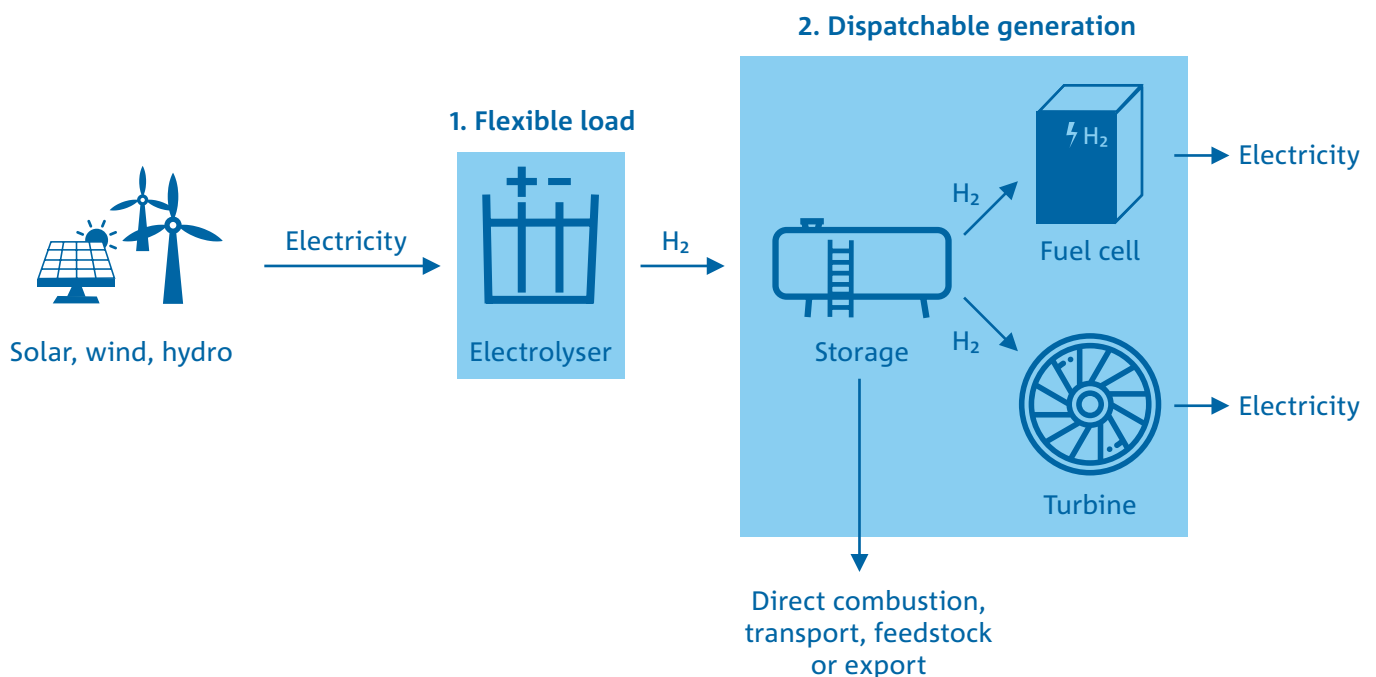 2. Dispatchable generation
1. Flexible load
H₂
Electricity
H₂
Fuel cell
Electricity
H₂
Solar, wind, hydro
Electrolyser
Storage
H₂
Electricity
Turbine
Direct combustion,
transport, feedstock
or export